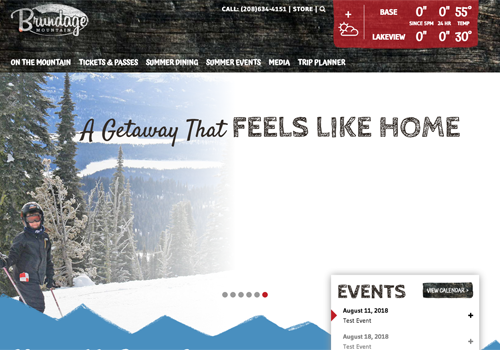 Brundage
MOUNTAIN
CALL: (208)634-4151 | STORE |
BASE 0" 0" 55°
SINCE 5PM 24 HR TEMP
LAKEVIEW 0" 0" 30°
ON THE MOUNTAIN TICKETS & PASSES SUMMER DINING SUMMER EVENTS MEDIA TRIP PLANNER
A Getaway That FEELS LIKE HOME
EVENTS
VIEW CALENDAR >
August 11, 2018
Test Event
August 18, 2018
Test Event